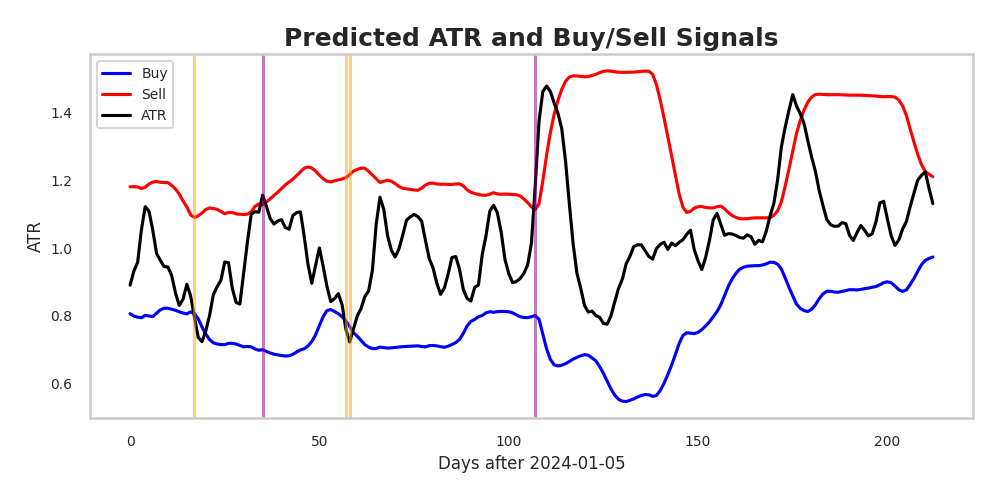 Predicted ATR and Buy/Sell Signals
Buy
Sell
ATR
1.4
1.2
1.0
0.8
0.6
ATR
0 50 100 150 200
Days after 2024-01-05